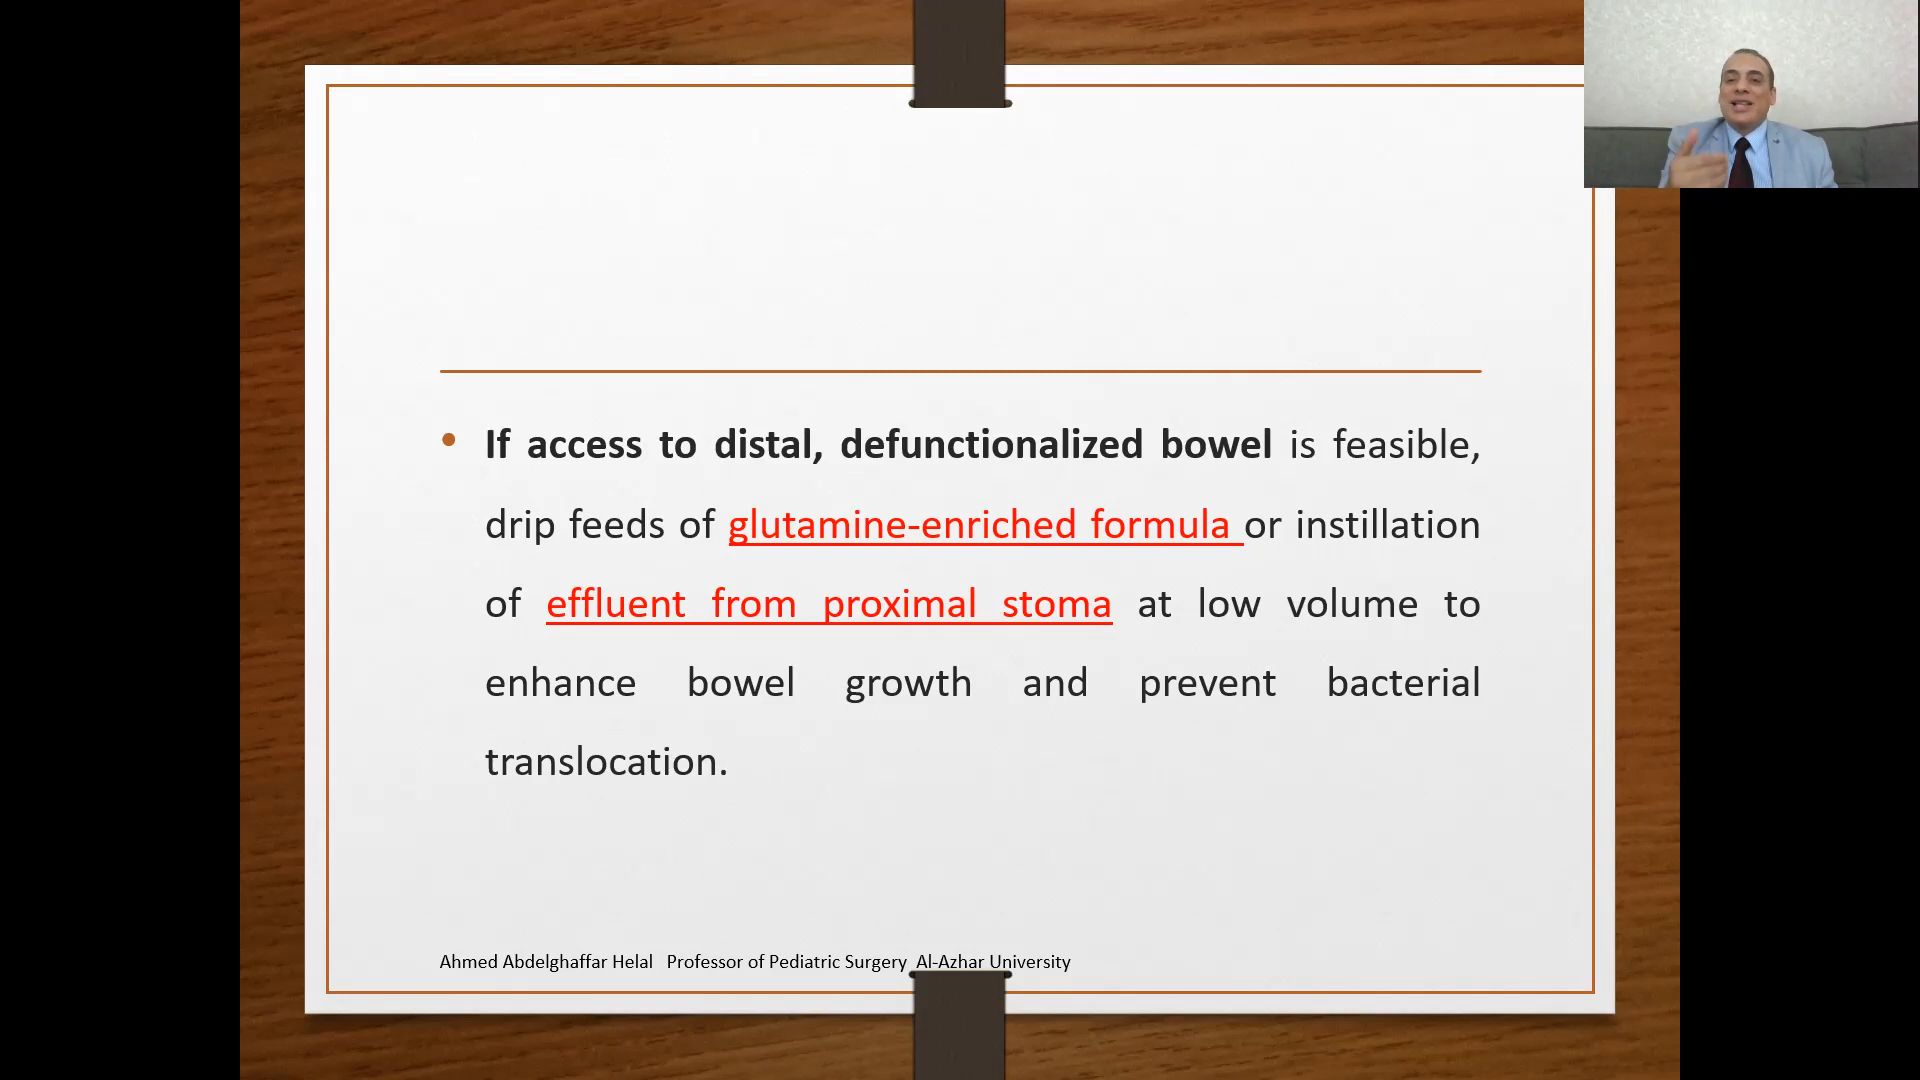 • If access to distal, defunctionalized bowel is feasible,
drip feeds of glutamine-enriched formula or instillation
of effluent from proximal stoma at low volume to
enhance bowel growth and prevent bacterial
translocation.
Ahmed Abdelghaffar Helal Professor of Pediatric Surgery Al-Azhar University